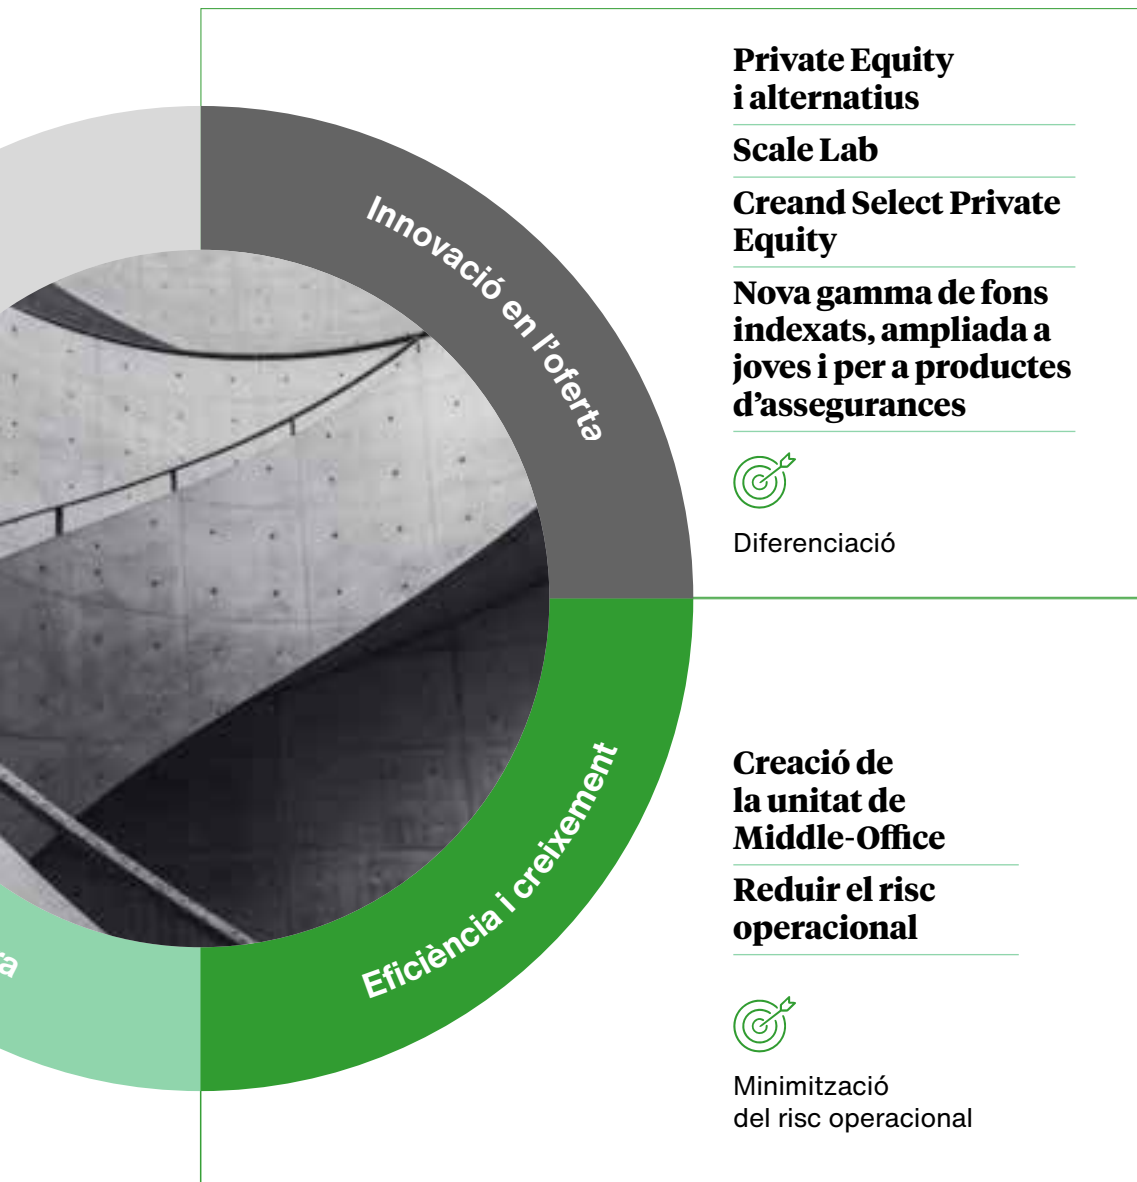 Private Equity
i alternatius
Scale Lab
Creand Select Private
Equity
Nova gamma de fons
indexats, ampliada a
joves i per a productes
d’assegurances
Diferenciació
Innovació en l’oferta
Eficiència i creixement
Creació de
la unitat de
Middle-Office
Reduir el risc
operacional
Minimització
del risc operacional